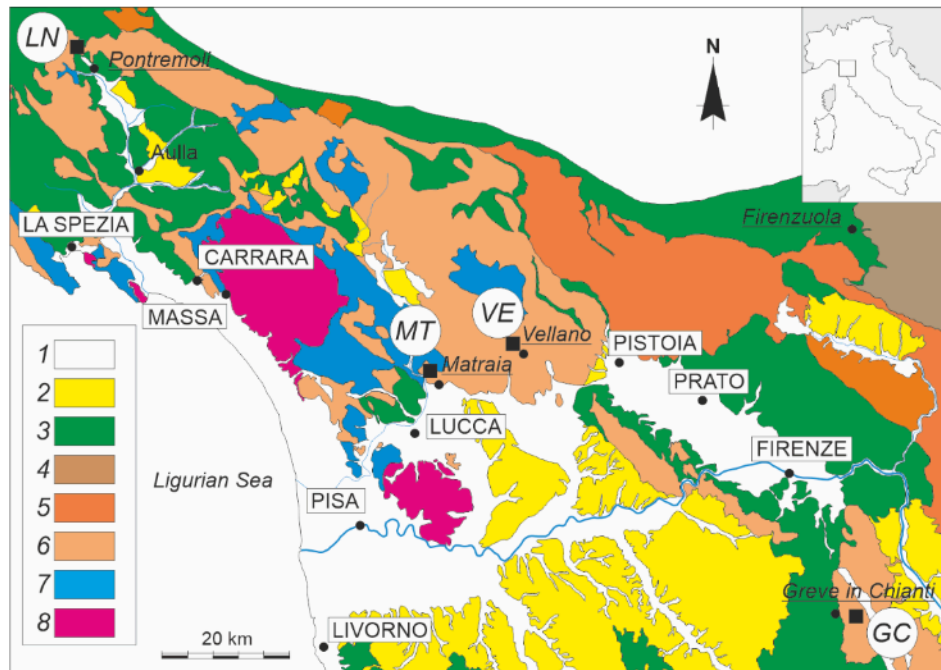 LN
Pontremoli
N
Aulla
LA SPEZIA
Firenzuola
CARRARA
MASSA
MT
VE
Vellano
PISTOIA
Matraia
PRATO
LUCCA
FIRENZE
Ligurian Sea
PISA
Greve in Chianti
GC
LIVORNO
1
2
3
4
5
6
7
8
20 km